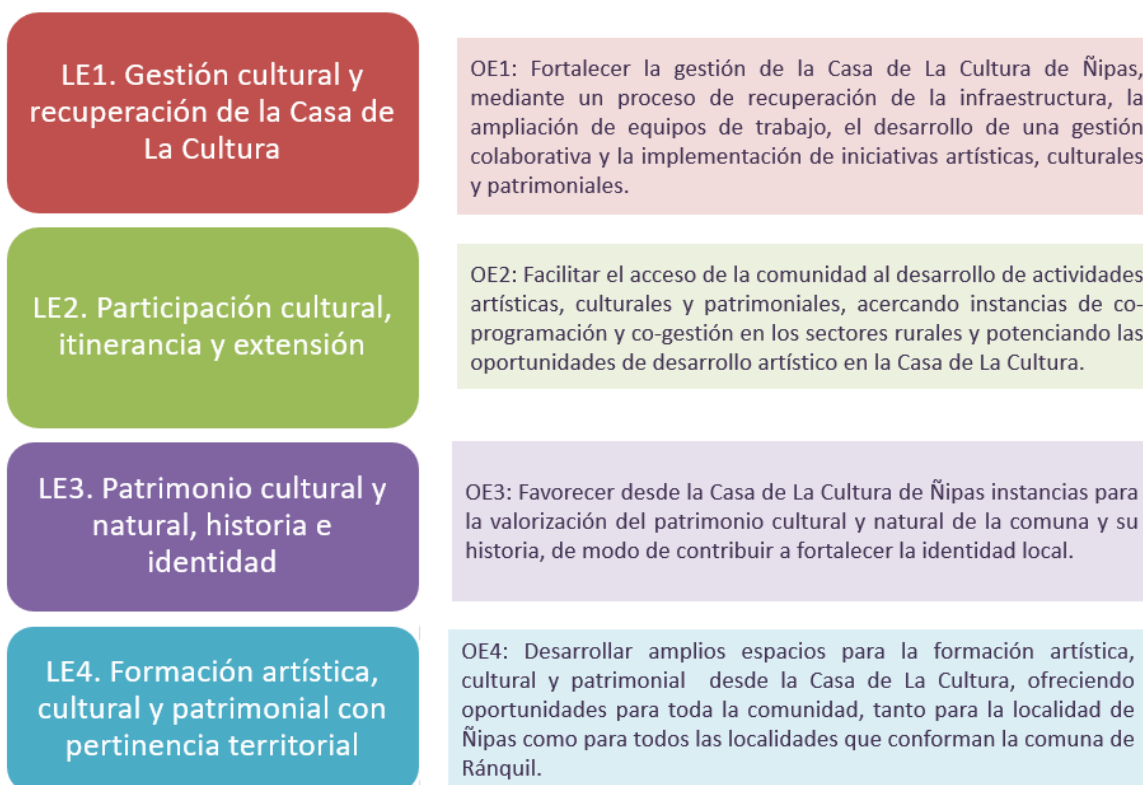 LE1. Gestión cultural y
recuperación de la Casa de
La Cultura
OE1: Fortalecer la gestión de la Casa de La Cultura de Ñipas,
mediante un proceso de recuperación de la infraestructura, la
ampliación de equipos de trabajo, el desarrollo de una gestión
colaborativa y la implementación de iniciativas artísticas, culturales
y patrimoniales.
LE2. Participación cultural,
itinerancia y extensión
OE2: Facilitar el acceso de la comunidad al desarrollo de actividades
artísticas, culturales y patrimoniales, acercando instancias de co-
programación y co-gestión en los sectores rurales y potenciando las
oportunidades de desarrollo artístico en la Casa de La Cultura.
LE3. Patrimonio cultural y
natural, historia e
identidad
OE3: Favorecer desde la Casa de La Cultura de Ñipas instancias para
la valorización del patrimonio cultural y natural de la comuna y su
historia, de modo de contribuir a fortalecer la identidad local.
LE4. Formación artística,
cultural y patrimonial con
pertinencia territorial
OE4: Desarrollar amplios espacios para la formación artística,
cultural y patrimonial desde la Casa de La Cultura, ofreciendo
oportunidades para toda la comunidad, tanto para la localidad de
Ñipas como para todos las localidades que conforman la comuna de
Ránquil.